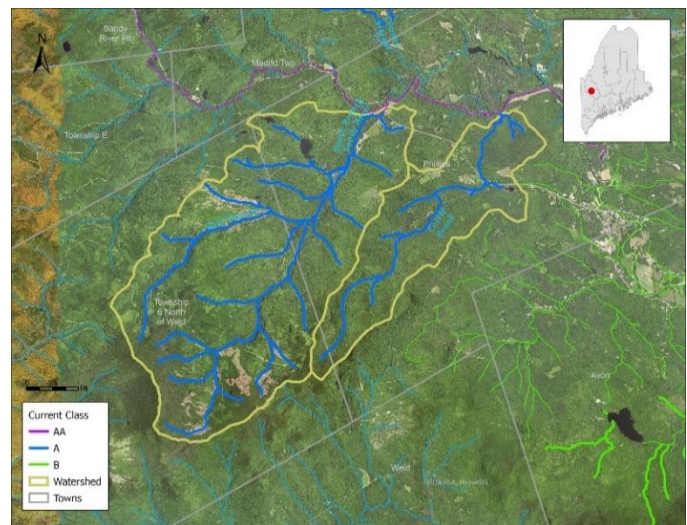 N
Sandy
River Plt
Madrid Twp
Township E
Phillips
Township
6 North
of Weld
Avon
Weld
Current Class
AA
A
B
Watershed
Towns